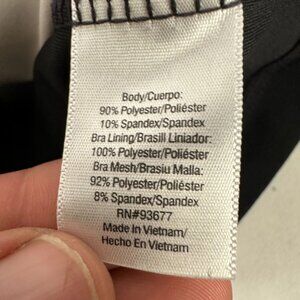 Body/Cuerpo:
90% Polyester/Poliéster
10% Spandex/Spandex
Bra Lining/Brasill Liniador:
100% Polyester/Poliéster
Bra Mesh/Brasiu Malla:
92% Polyester/Poliéster
8% Spandex/Spandex
RN#93677
Made In Vietnam/
Hecho En Vietnam